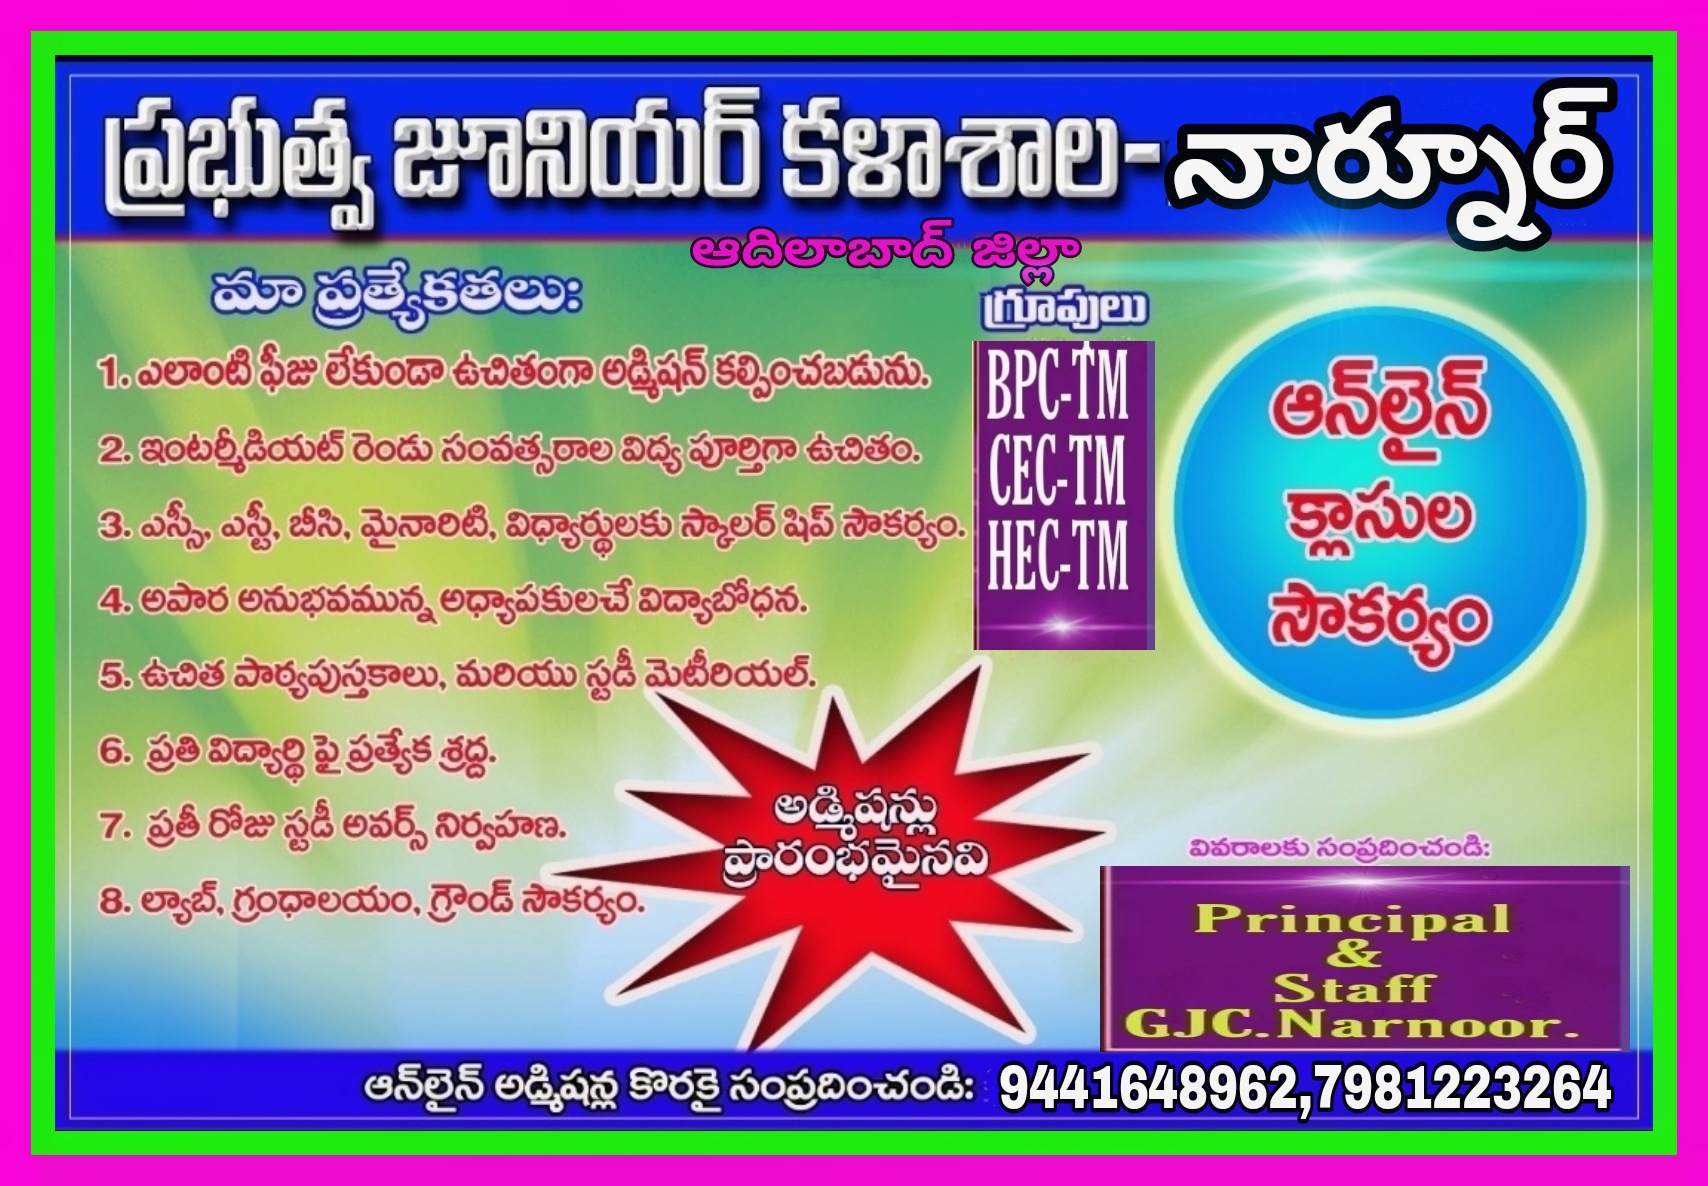 ప్రభుత్వ జూనియర్ కళాశాల-నార్నూర్
ఆదిలాబాద్ జిల్లా
మా ప్రత్యేకతలు:
1. ఎలాంటి ఫీజు లేకుండా ఉచితంగా అడ్మిషన్ కల్పించబడును.
2. ఇంటర్మీడియట్ రెండు సంవత్సరాల విద్య పూర్తిగా ఉచితం.
3. ఎస్సీ, ఎస్టీ, బీసి, మైనారిటి, విధ్యార్థులకు స్కాలర్ షిప్ సౌకర్యం.
4. అపార అనుభవమున్న అధ్యాపకులచే విద్యాబోధన.
5. ఉచిత పాఠ్యపుస్తకాలు, మరియు స్టడీ మెటీరియల్.
6. ప్రతి విద్యార్థి పై ప్రత్యేక శ్రద్ద.
7. ప్రతీ రోజు స్టడీ అవర్స్ నిర్వహణ.
8. ల్యాబ్, గ్రంధాలయం, గ్రౌండ్ సౌకర్యం.
గ్రూపులు
BPC-TM
CEC-TM
HEC-TM
ఆన్‌లైన్
క్లాసుల
సౌకర్యం
అడ్మిషన్లు
ప్రారంభమైనవి
వివరాలకు సంప్రదించండి:
Principal
&
Staff
GJC.Narnoor.
ఆన్‌లైన్ అడ్మిషన్ల కొరకై సంప్రదించండి: 9441648962,7981223264